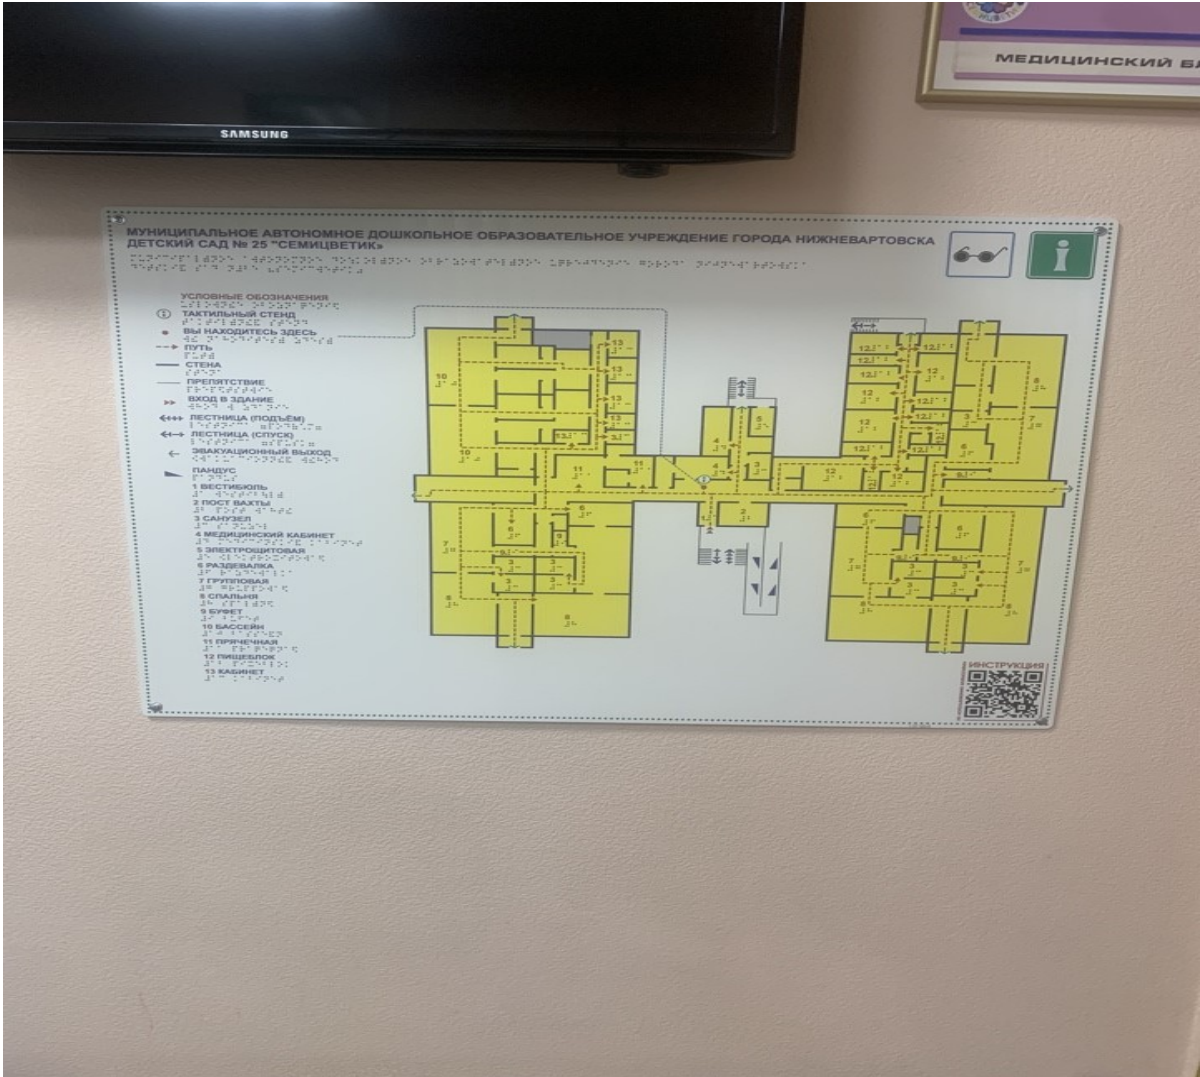 SAMSUNG
МЕДИЦИНСКИЙ
МУНИЦИПАЛЬНОЕ АВТОНОМНОЕ ДОШКОЛЬНОЕ ОБРАЗОВАТЕЛЬНОЕ УЧРЕЖДЕНИЕ ГОРОДА НИЖНЕВАРТОВСКА
ДЕТСКИЙ САД № 25 "СЕМИЦВЕТИК»
УСЛОВНЫЕ ОБОЗНАЧЕНИЯ
ТАКТИЛЬНЫЙ СТЕНД
ВЫ НАХОДИТЕСЬ ЗДЕСЬ
ПУТЬ
СТЕНА
ПРЕПЯТСТВИЕ
ВХОД В ЗДАНИЕ
ЛЕСТНИЦА (ПОДЪЁМ)
ЛЕСТНИЦА (СПУСК)
ЭВАКУАЦИОННЫЙ ВЫХОД
ПАНДУС
1 ВЕСТИБЮЛЬ
2 ПОСТ ВАХТЫ
3 САНУЗЕЛ
4 МЕДИЦИНСКИЙ КАБИНЕТ
5 ЭЛЕКТРОЩИТОВАЯ
6 РАЗДЕВАЛКА
7 ГРУППОВАЯ
8 СПАЛЬНЯ
9 БУФЕТ
10 БАССЕЙН
11 ПРАЧЕЧНАЯ
12 ПИЩЕБЛОК
13 КАБИНЕТ
ИНСТРУКЦИЯ